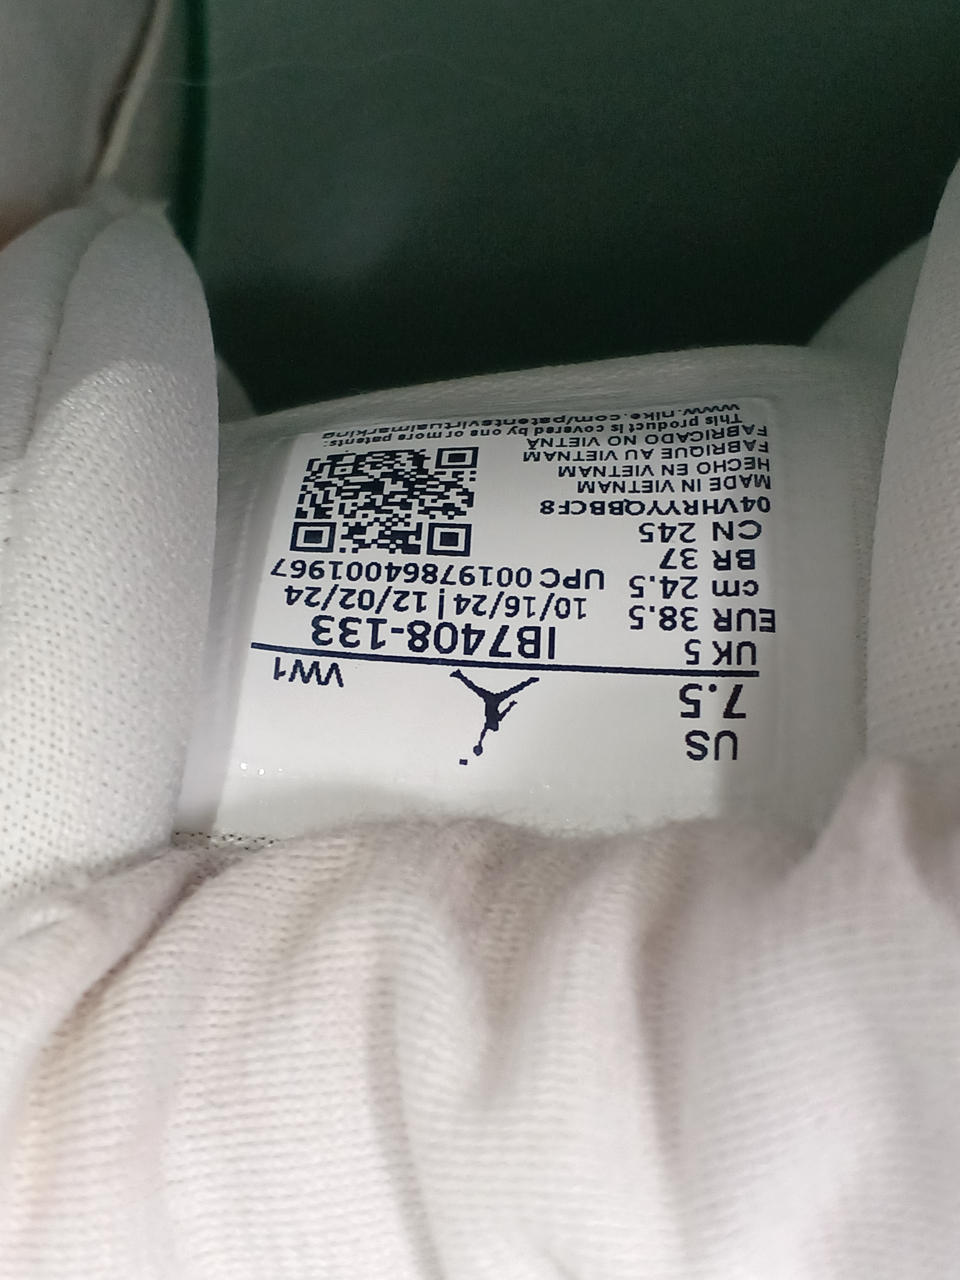 US
7.5
VW1
UK 5
EUR 38.5
cm 24.5
BR 37
CN 245
IB7408-133
10/16/24 | 12/02/24
UPC 00197864001967
04VHRYYQBBCF8
MADE IN VIETNAM
HECHO EN VIETNAM
FABRIQUE AU VIETNAM
FABRICADO NO VIETNÃ
This product is covered by one or more patents:
www.nike.com/patentsvirtualmarking